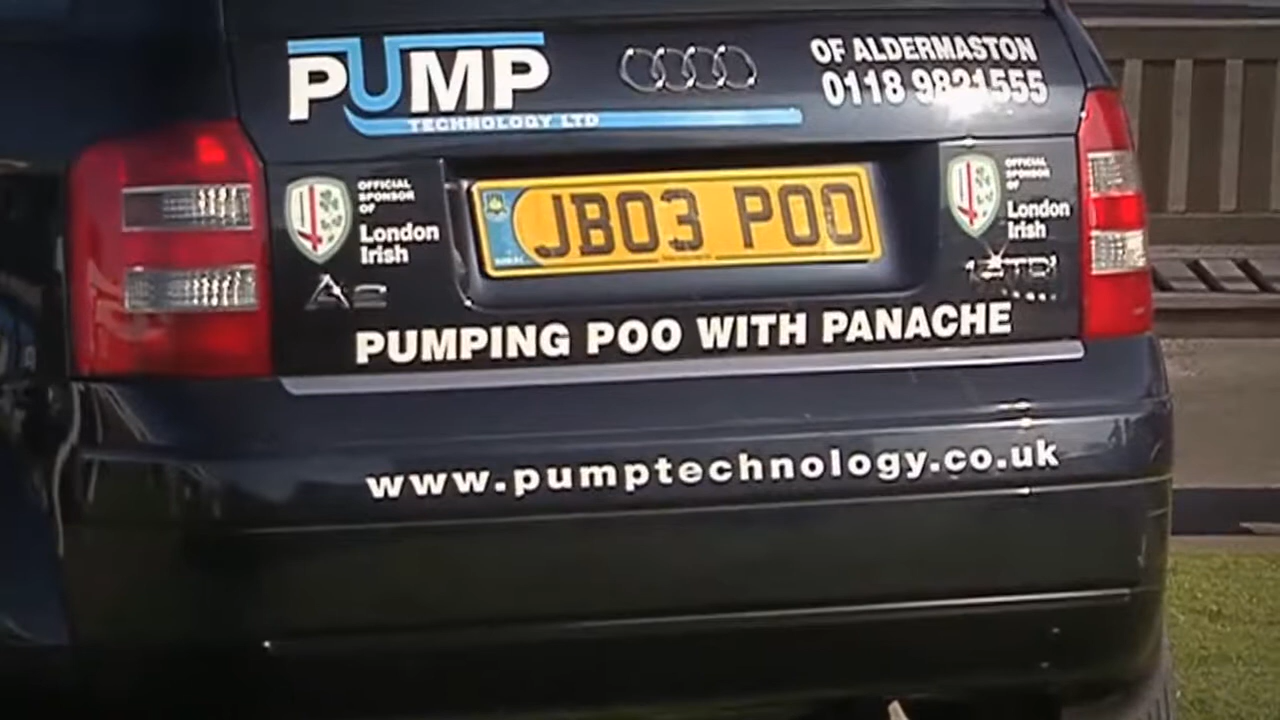 PUMP
TECHNOLOGY LTD
OF ALDERMASTON
0118 9821555
OFFICIAL
SPONSOR
OF
London
Irish
A2
JB03 POO
OFFICIAL
SPONSOR
OF
London
Irish
PUMPING POO WITH PANACHE
www.pumptechnology.co.uk